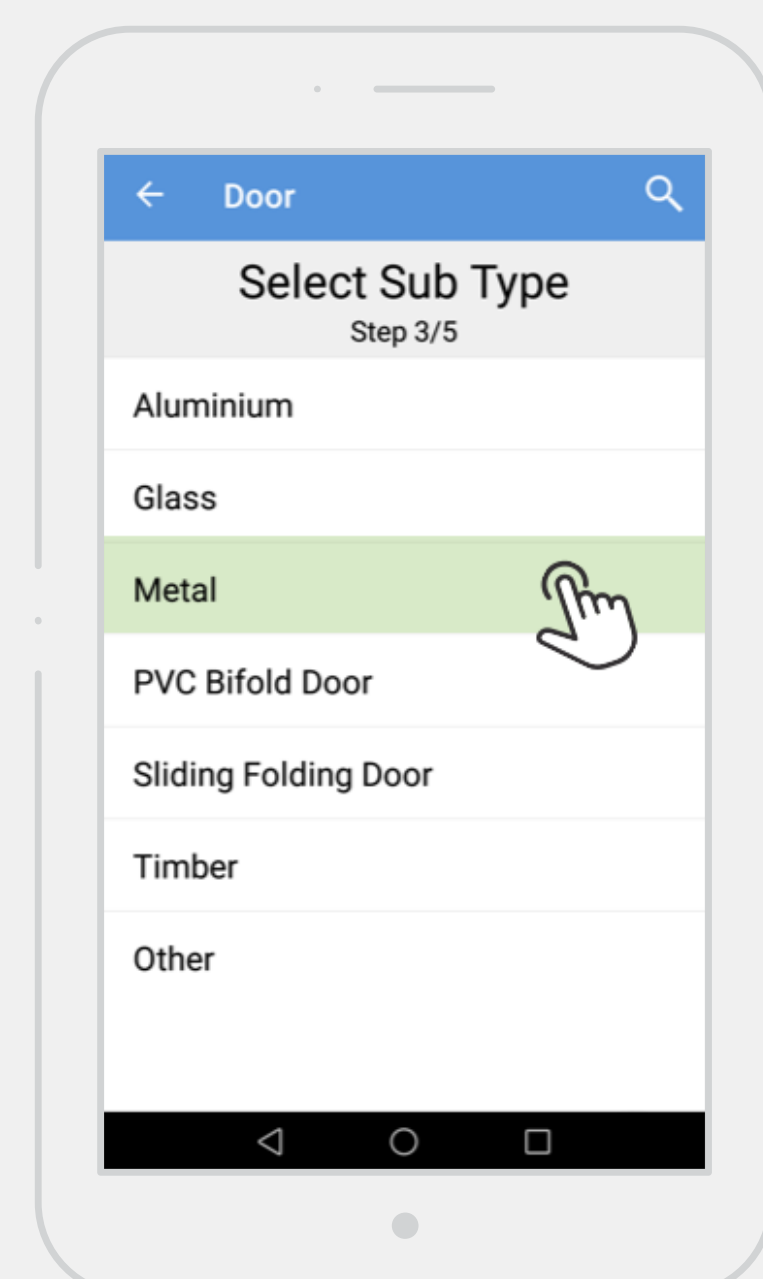 Door
Select Sub Type
Step 3/5
Aluminium
Glass
Metal
PVC Bifold Door
Sliding Folding Door
Timber
Other